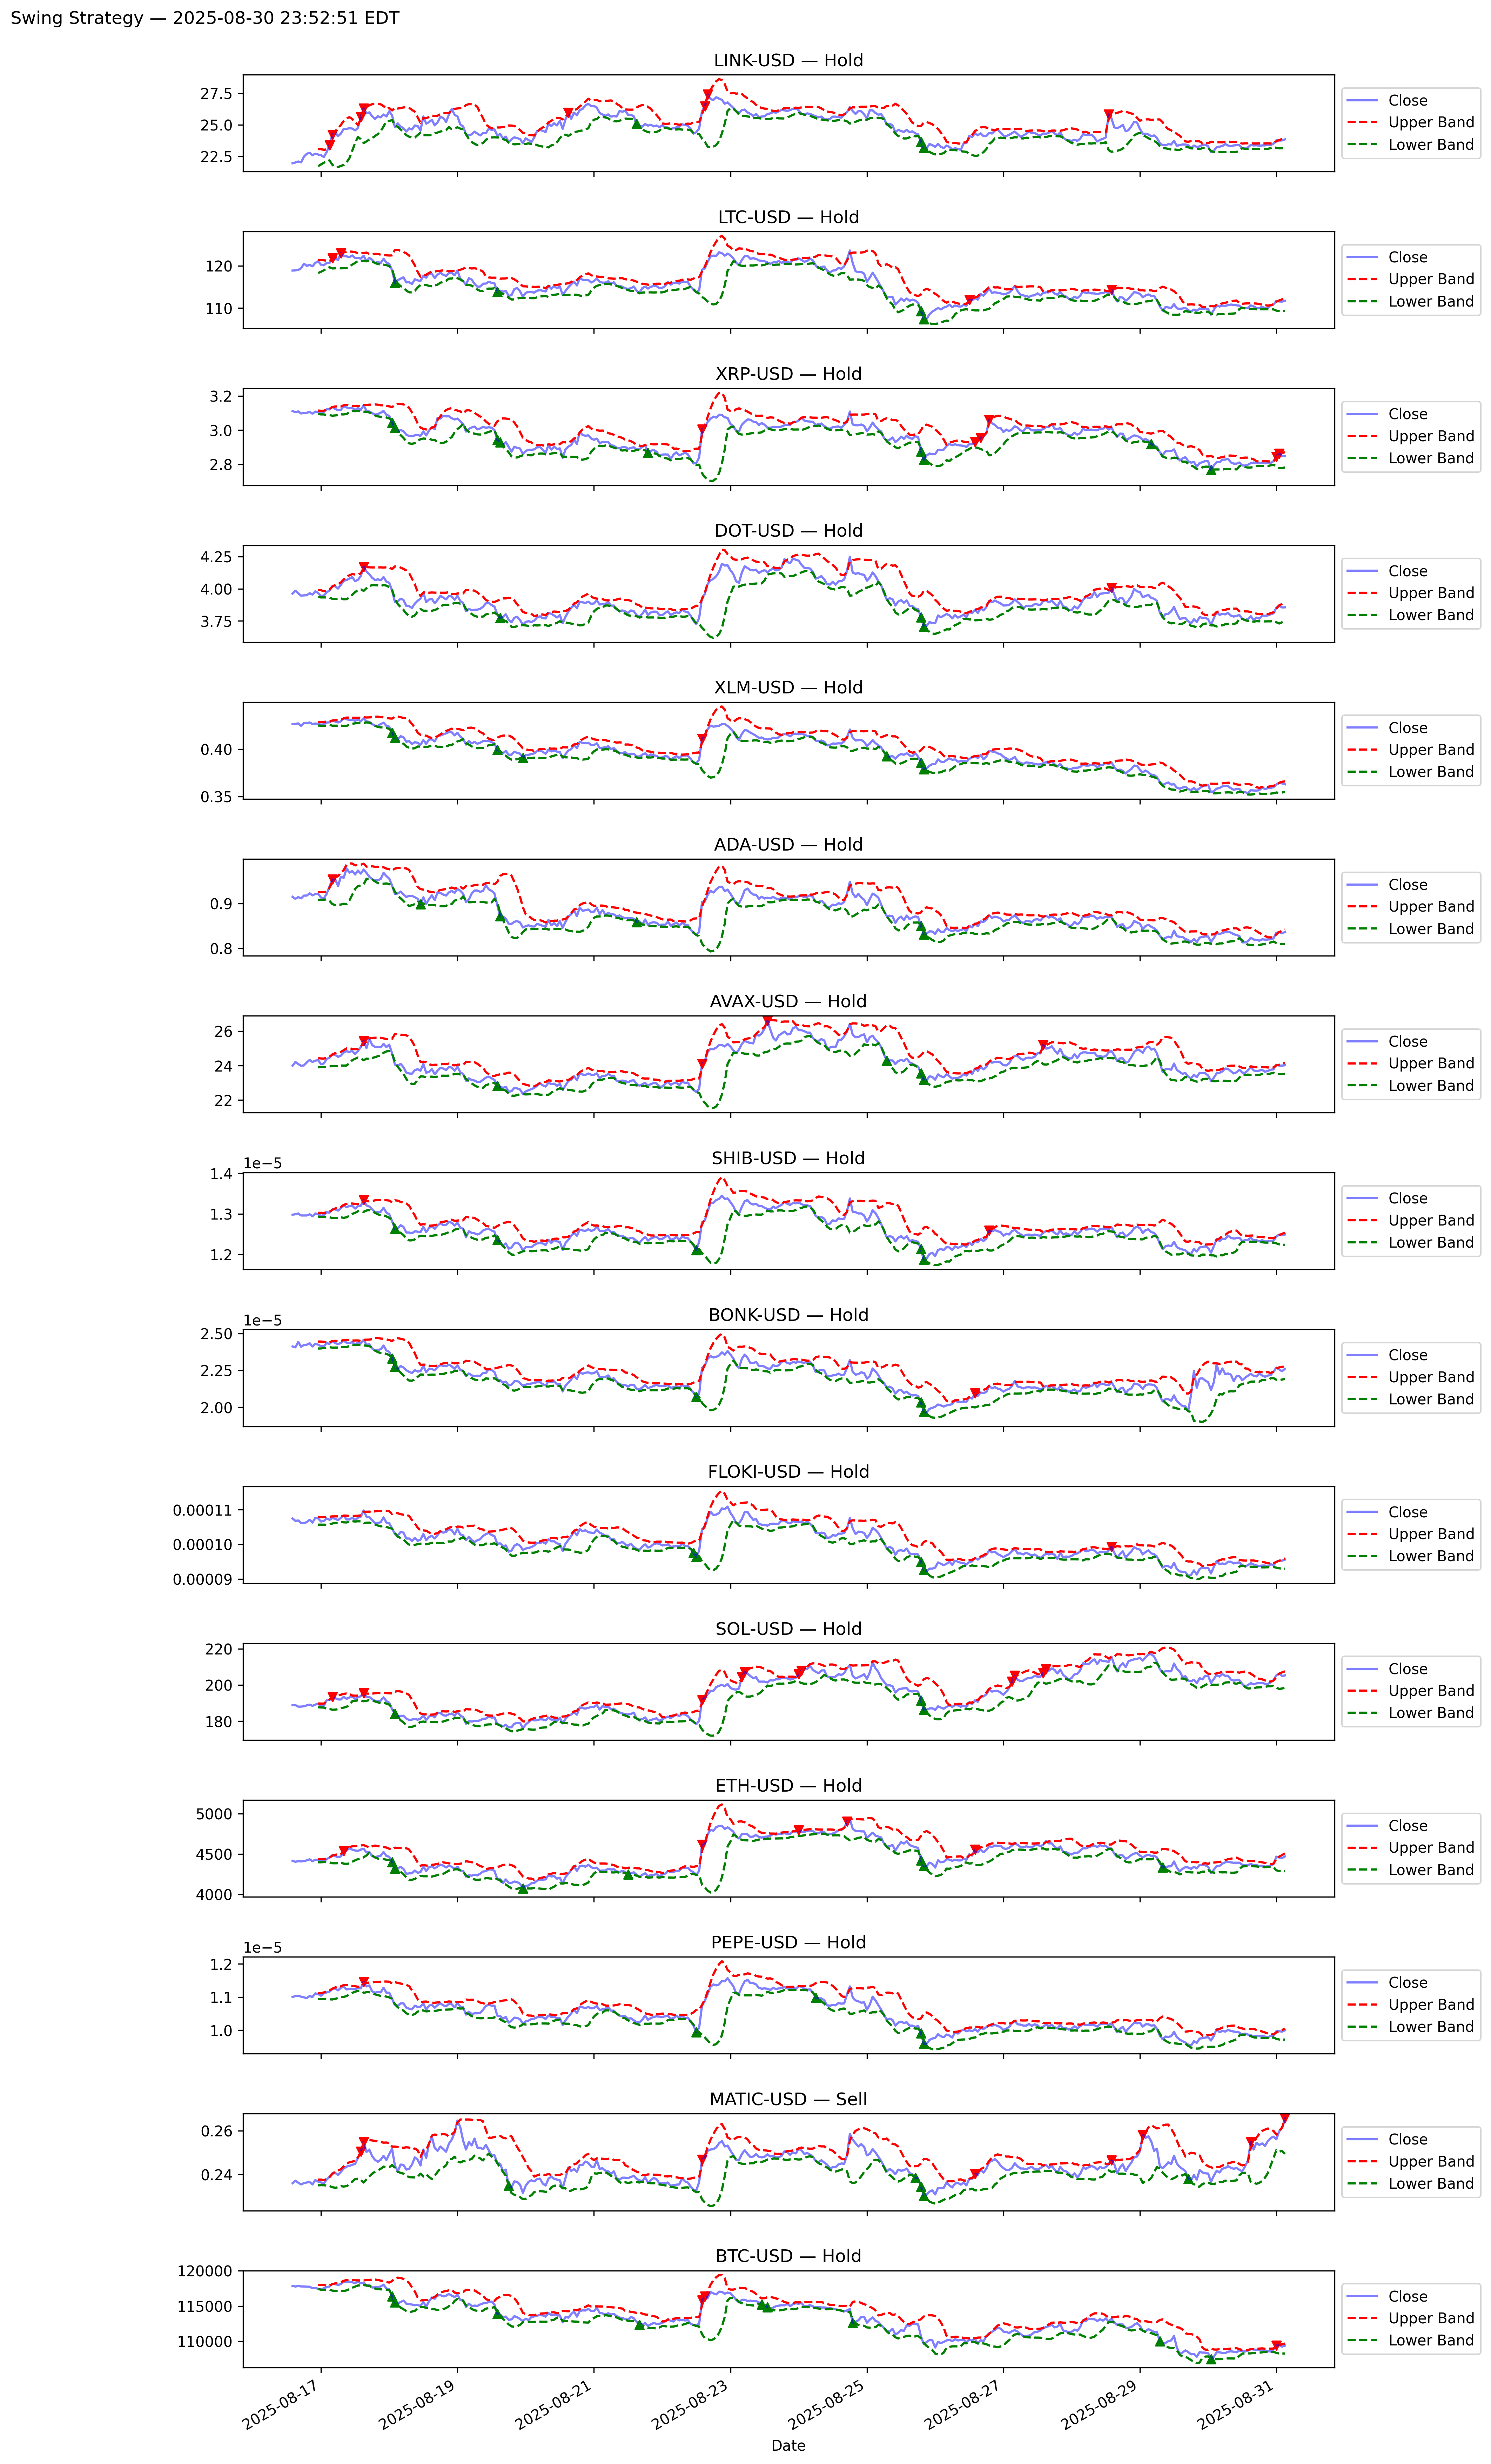 Swing Strategy — 2025-08-30 23:52:51 EDT
LINK-USD — Hold
27.5
25.0
22.5
Close
Upper Band
Lower Band
LTC-USD — Hold
120
110
Close
Upper Band
Lower Band
XRP-USD — Hold
3.2
3.0
2.8
Close
Upper Band
Lower Band
DOT-USD — Hold
4.25
4.00
3.75
Close
Upper Band
Lower Band
XLM-USD — Hold
0.40
0.35
Close
Upper Band
Lower Band
ADA-USD — Hold
0.9
0.8
Close
Upper Band
Lower Band
AVAX-USD — Hold
26
24
22
Close
Upper Band
Lower Band
SHIB-USD — Hold
1e−5
1.4
1.3
1.2
Close
Upper Band
Lower Band
BONK-USD — Hold
1e−5
2.50
2.25
2.00
Close
Upper Band
Lower Band
FLOKI-USD — Hold
0.00011
0.00010
0.00009
Close
Upper Band
Lower Band
SOL-USD — Hold
220
200
180
Close
Upper Band
Lower Band
ETH-USD — Hold
5000
4500
4000
Close
Upper Band
Lower Band
PEPE-USD — Hold
1e−5
1.2
1.1
1.0
Close
Upper Band
Lower Band
MATIC-USD — Sell
0.26
0.24
Close
Upper Band
Lower Band
BTC-USD — Hold
120000
115000
110000
Close
Upper Band
Lower Band
2025-08-17
2025-08-19
2025-08-21
2025-08-23
2025-08-25
2025-08-27
2025-08-29
2025-08-31
Date